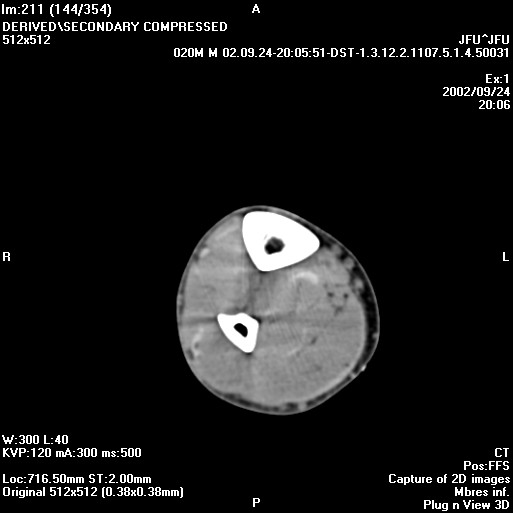 Im:211 (144/354)
A
DERIVED\SECONDARY COMPRESSED
512x512
JFU^JFU
020M M 02.09.24-20:05:51-DST-1.3.12.2.1107.5.1.4.50031
Ex:1
2002/09/24
20:06
R
L
W:300 L:40
KVP:120 mA:300 ms:500
CT
Pos:FFS
Loc:716.50mm ST:2.00mm
Capture of 2D images
Original 512x512 (0.38x0.38mm)
Mbres inf.
P
Plug n View 3D